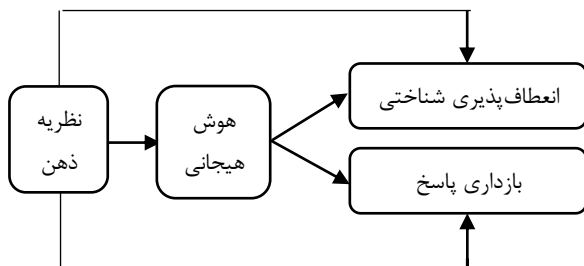 انعطاف‌پذیری شناختی
نظریه
ذهن
هوش
هیجانی
بازداری پاسخ